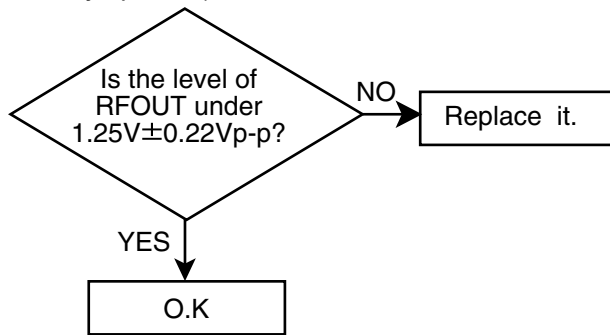 Is the level of
RFOUT under
1.25V±0.22Vp-p?
NO
Replace it.
YES
O.K